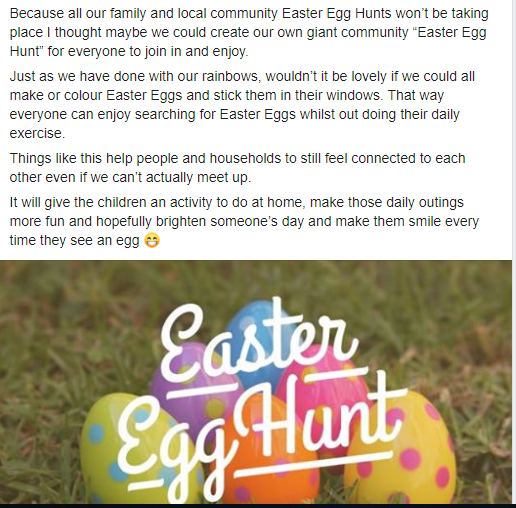 Because all our family and local community Easter Egg Hunts won't be taking
place I thought maybe we could create our own giant community “Easter Egg
Hunt” for everyone to join in and enjoy.
Just as we have done with our rainbows, wouldn't it be lovely if we could all
make or colour Easter Eggs and stick them in their windows. That way
everyone can enjoy searching for Easter Eggs whilst out doing their daily
exercise.
Things like this help people and households to still feel connected to each
other even if we can't actually meet up.
It will give the children an activity to do at home, make those daily outings
more fun and hopefully brighten someone's day and make them smile every
time they see an egg 😁
Easter
Egg Hunt